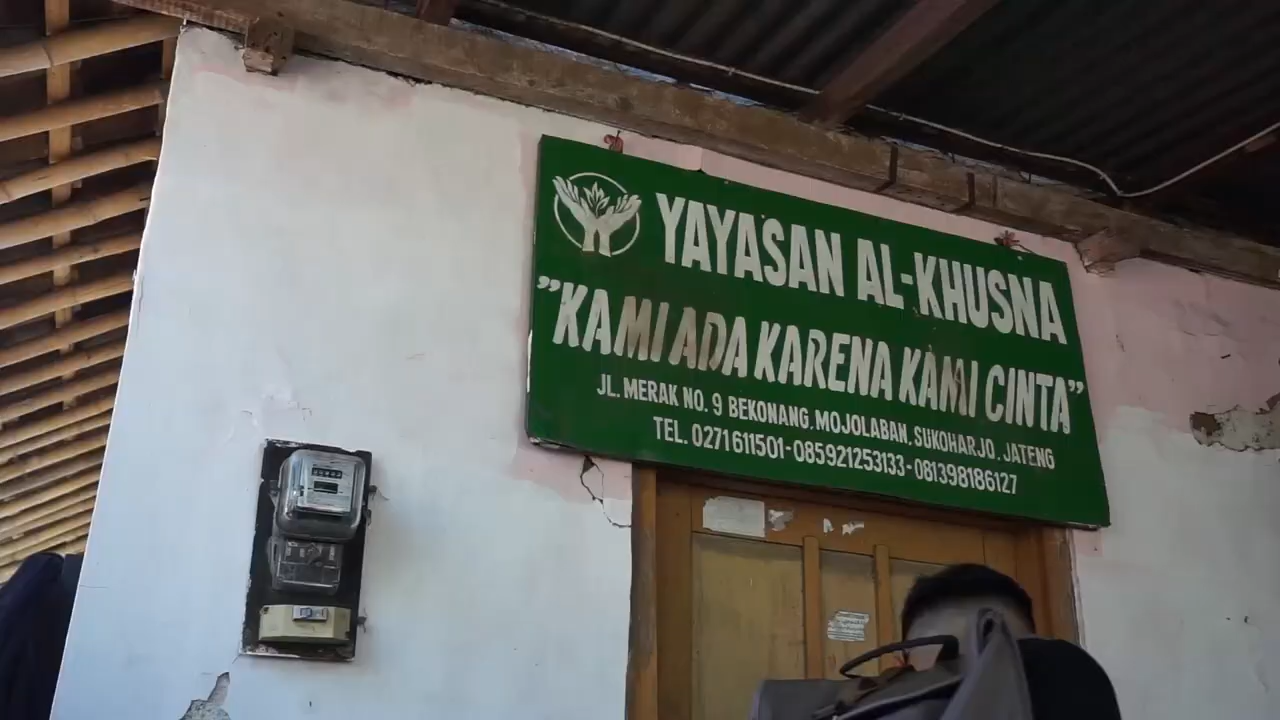 YAYASAN AL-KHUSNA
"KAMI ADA KARENA KAMI CINTA"
JL. MERAK NO. 9 BEKONANG, MOJOLABAN, SUKOHARJO, JATENG
TEL. 0271611501-085921253133-081398186127